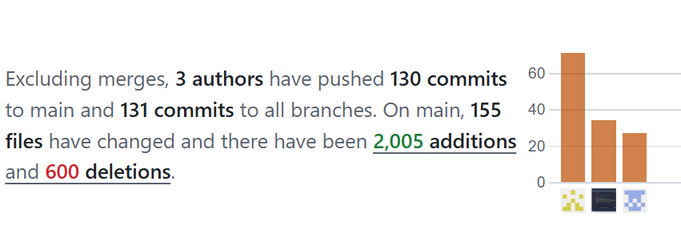 Excluding merges, 3 authors have pushed 130 commits
to main and 131 commits to all branches. On main, 155
files have changed and there have been 2,005 additions
and 600 deletions.
60
40
20
0